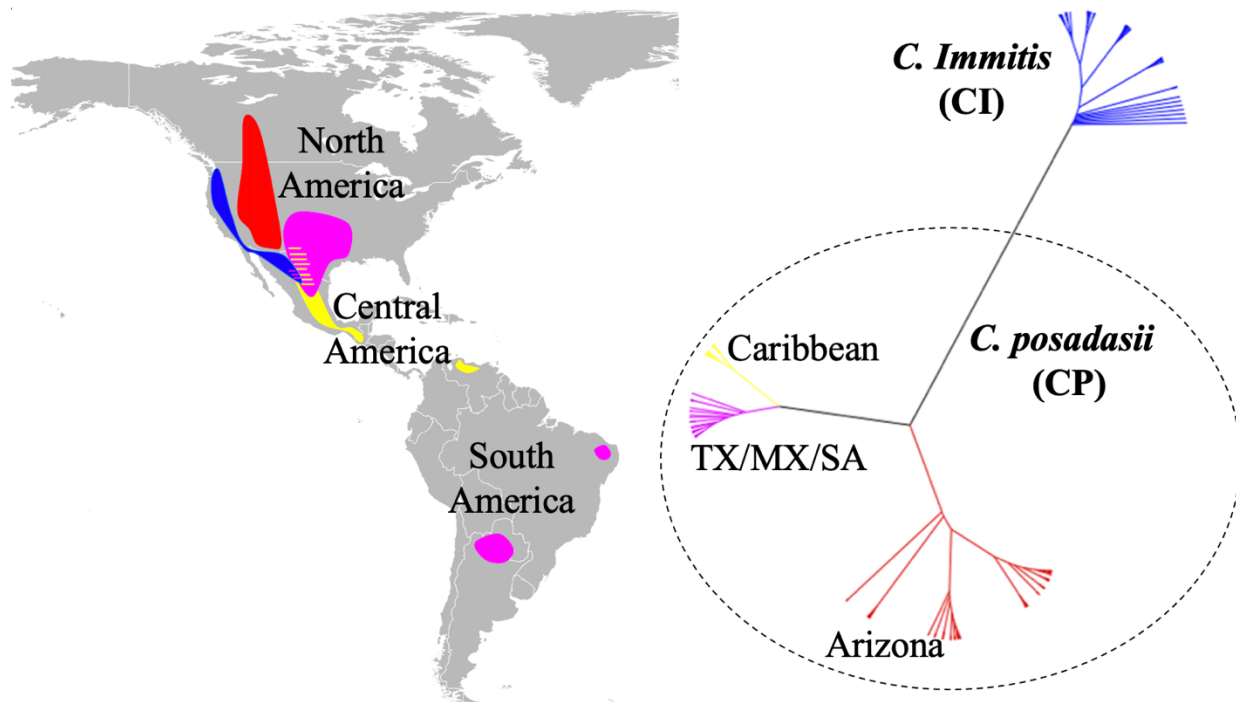 North
America
Central
America
South
America
C. Immitis
(CI)
C. posadasii
(CP)
Caribbean
TX/MX/SA
Arizona